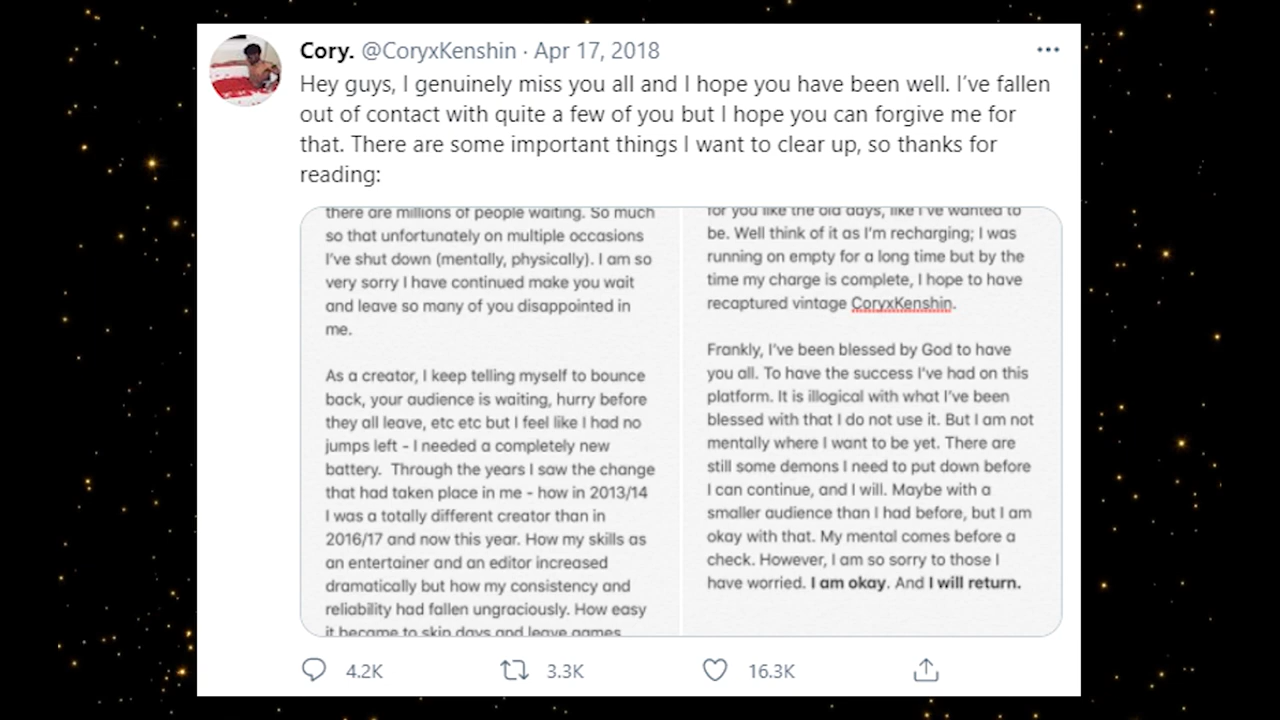 Cory. @CoryxKenshin · Apr 17, 2018
Hey guys, I genuinely miss you all and I hope you have been well. I’ve fallen
out of contact with quite a few of you but I hope you can forgive me for
that. There are some important things I want to clear up, so thanks for
reading:
there are millions of people waiting. So much
so that unfortunately on multiple occasions
I've shut down (mentally, physically). I am so
very sorry I have continued make you wait
and leave so many of you disappointed in
me.
As a creator, I keep telling myself to bounce
back, your audience is waiting, hurry before
they all leave, etc etc but I feel like I had no
jumps left - I needed a completely new
battery. Through the years I saw the change
that had taken place in me - how in 2013/14
I was a totally different creator than in
2016/17 and now this year. How my skills as
an entertainer and an editor increased
dramatically but how my consistency and
reliability had fallen ungraciously. How easy
it became to skip days and leave games
for you like the old days, like I've wanted to
be. Well think of it as I'm recharging; I was
running on empty for a long time but by the
time my charge is complete, I hope to have
recaptured vintage CoryxKenshin.
Frankly, I've been blessed by God to have
you all. To have the success I've had on this
platform. It is illogical with what I've been
blessed with that I do not use it. But I am not
mentally where I want to be yet. There are
still some demons I need to put down before
I can continue, and I will. Maybe with a
smaller audience than I had before, but I am
okay with that. My mental comes before a
check. However, I am so sorry to those I
have worried. I am okay. And I will return.
4.2K 3.3K 16.3K